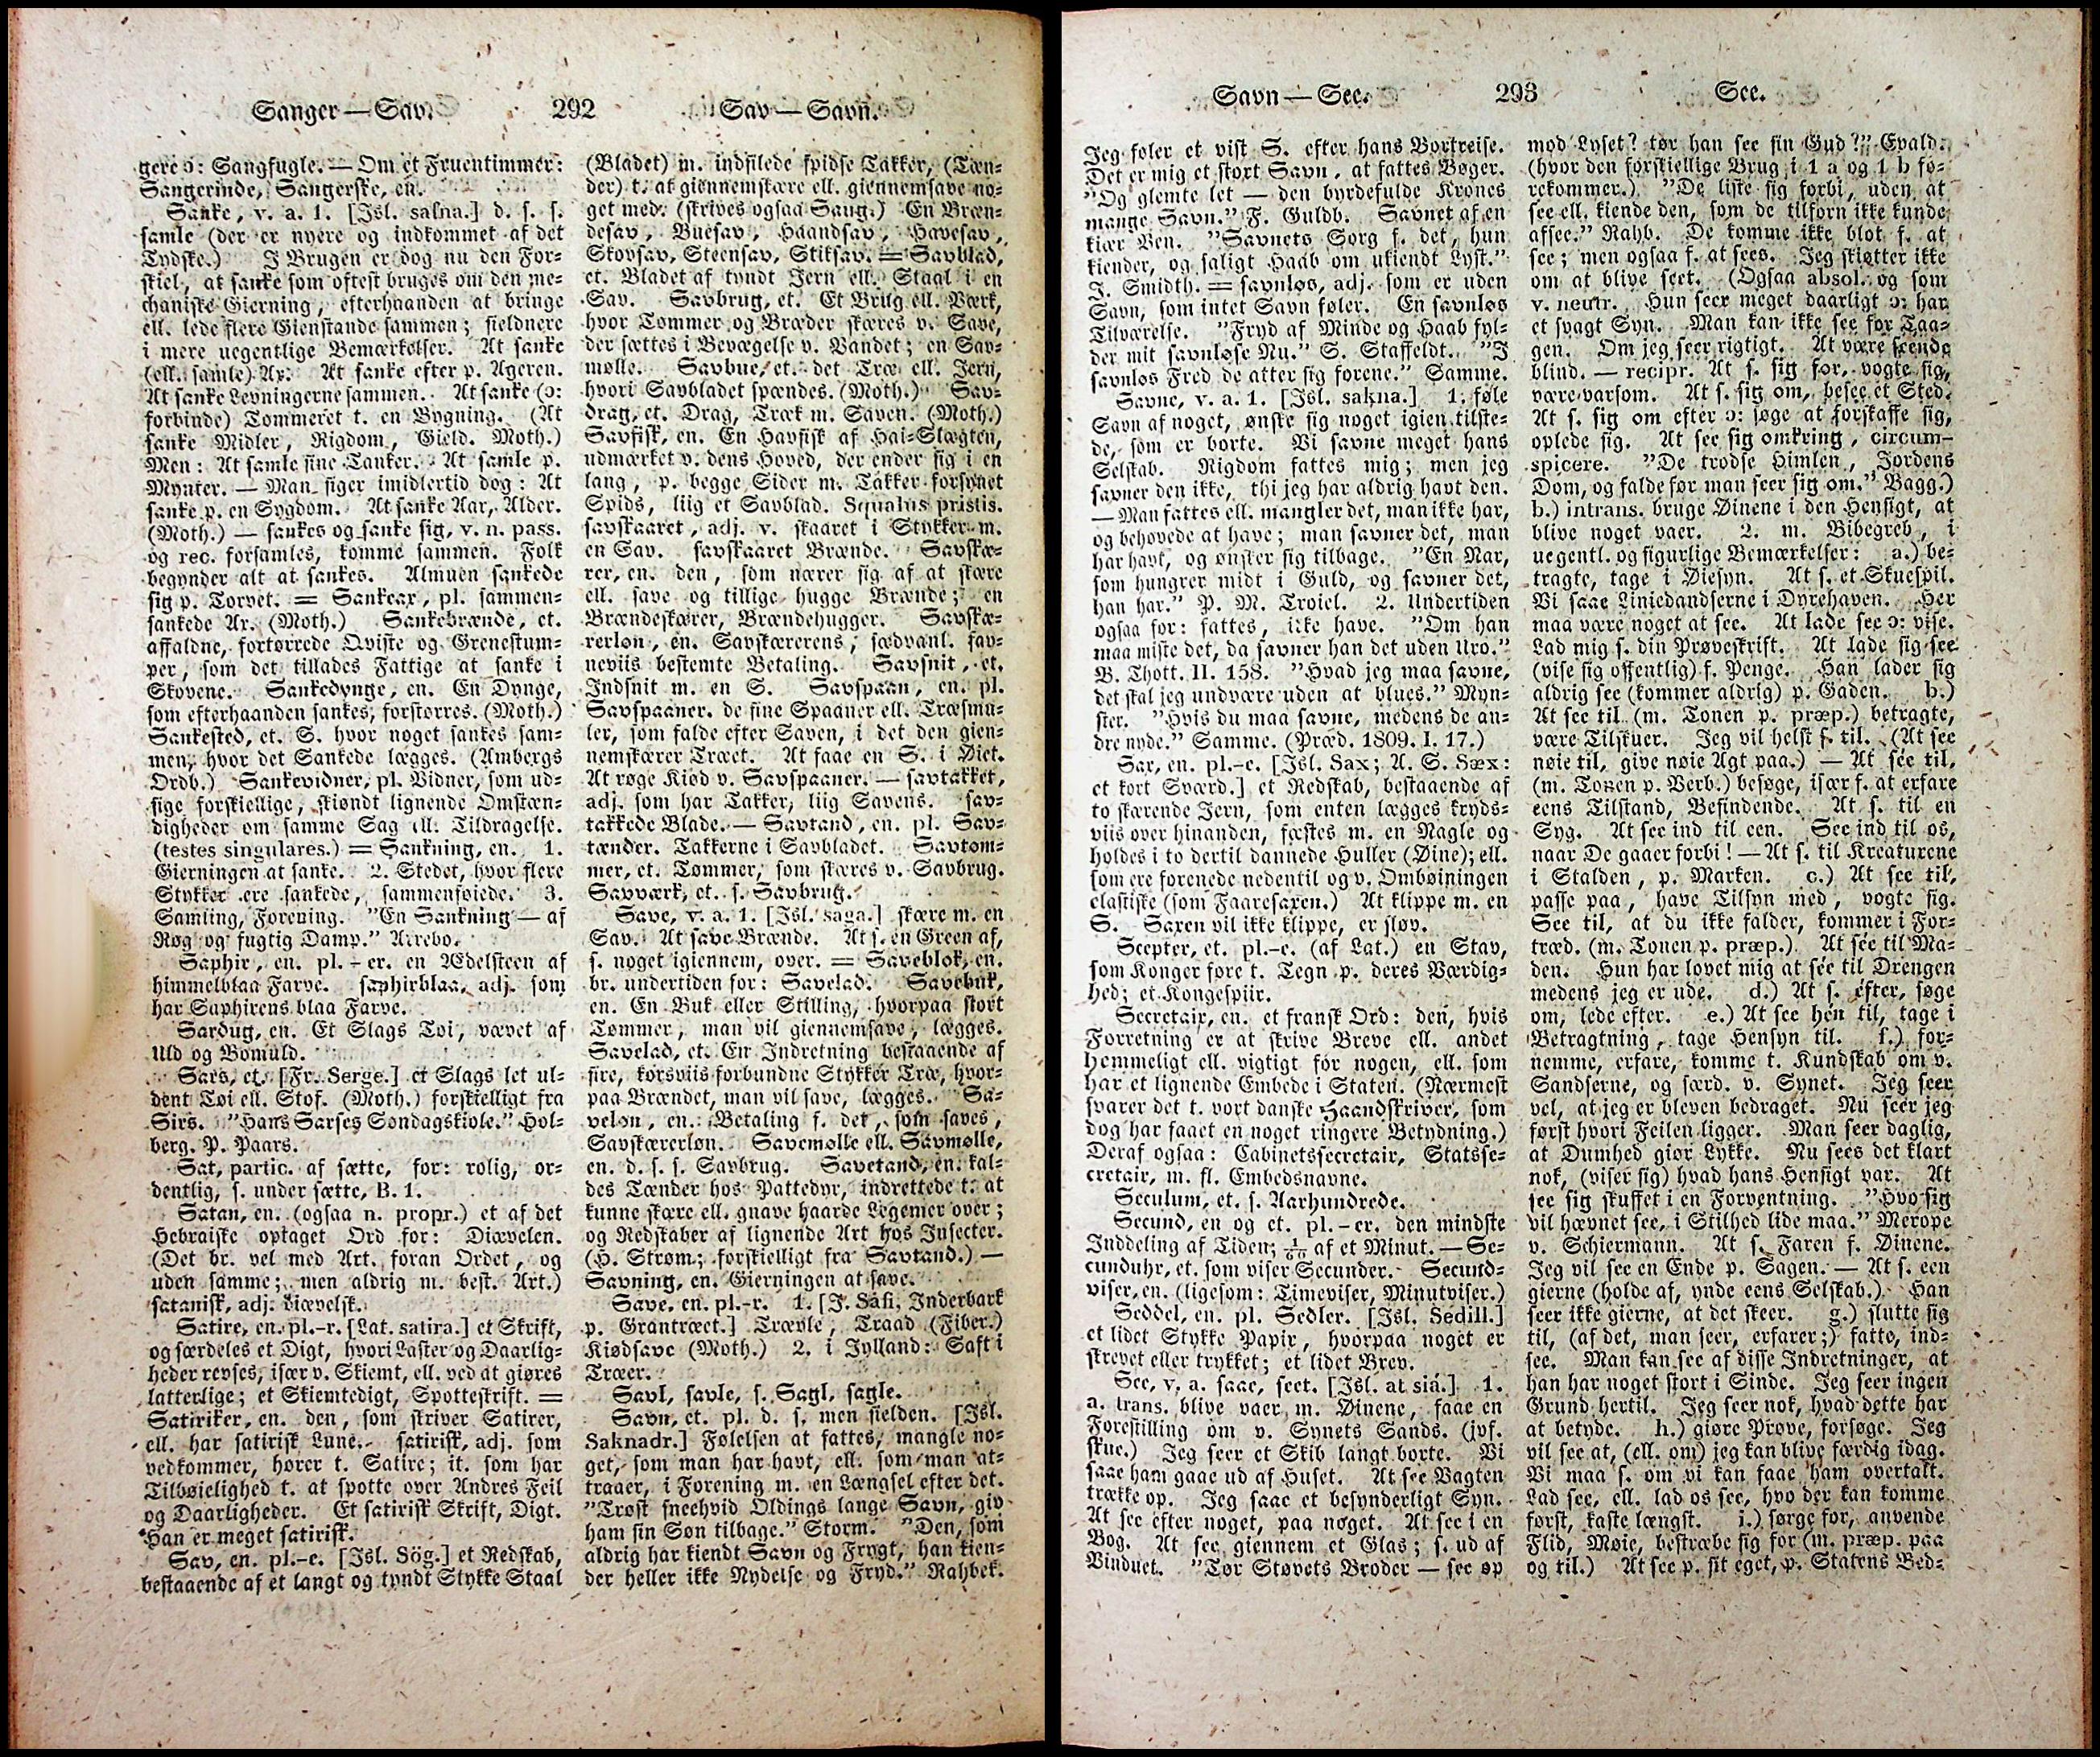 Sanger — Sav. 292 Sav — Savn.
gere ɔ: Sangfugle. — Om et Fruentimmer:
Sangerinde, Sangerske, en.
Sanke, v. a. 1. [Isl. safna.] d. s. s.
samle (der er nyere og indkommet af det
Tydske.) I Brugen er dog nu den For-
skiel, at sanke som oftest bruges om den me-
chaniske Gierning, efterhaanden at bringe
ell. lede flere Gienstande sammen; sieldnere
i mere uegentlige Bemærkelser. At sanke
(ell. samle) Ax. At sanke efter p. Ageren.
At sanke Levningerne sammen. At sanke (ɔ:
forbinde) Tømmeret t. en Bygning. (At
sanke Midler, Rigdom, Gield. Moth.)
Men: At samle sine Tanker. At samle p.
Mynter. — Man siger imidlertid dog: At
sanke p. en Sygdom. At sanke Aar, Alder.
(Moth.) — sankes og sanke sig, v. n. pass.
og rec. forsamles, komme sammen. Folk
begynder alt at sankes. Almuen sankede
sig p. Torvet. = Sankeax, pl. sammen-
sankede Ax. (Moth.) Sankebrænde, et.
affaldne, fortørrede Qviste og Grenestum-
per, som det tillades Fattige at sanke i
Skovene. Sankedynge, en. En Dynge,
som efterhaanden sankes, forstørres. (Moth.)
Sankested, et. S. hvor noget sankes sam-
men, hvor det Sankede lægges. (Ambergs
Ordb.) Sankevidner, pl. Vidner, som ud-
sige forskiellige, skiøndt lignende Omstæn-
digheder om samme Sag ell. Tildragelse.
(testes singulares.) = Sankning, en. 1.
Gierningen at sanke. 2. Stedet, hvor flere
Stykker ere sankede, sammenføiede. 3.
Samling, Forening. "En Sankning — af
Røg og fugtig Damp." Arrebo.
Saphir, en. pl. -er. en Ædelsteen af
himmelblaa Farve. saphirblaa, adj. som
har Saphirens blaa Farve.
Sardug, en. Et Slags Toi, vævet af
Uld og Bomuld.
Sars, et. [Fr. Serge.] et Slags let ul-
dent Tøi ell. Stof. (Moth.) forskielligt fra
Sirs. "Hans Sarses Søndagskiole." Hol-
berg. P. Paars.
Sat, partic. af sætte, for: rolig, or-
dentlig, s. under sætte, B. 1.
Satan, en. (ogsaa n. propr.) et af det
Hebraiske optaget Ord for: Diævelen.
(Det br. vel med Art. foran Ordet, og
uden samme; men aldrig m. best. Art.)
satanisk, adj. diævelsk.
Satire, en. pl.-r. [Lat. satira.] et Skrift,
og særdeles et Digt, hvori Laster og Daarlig-
heder revses, især v. Skiemt, ell. ved at giøres
latterlige; et Skiemtedigt, Spotteskrift. =
Satiriker, en. den, som skriver Satirer,
ell. har satirisk Lune. satirisk, adj. som
vedkommer, hører t. Satire; it. som har
Tilbøielighed t. at spotte over Andres Feil
og Daarligheder. Et satirisk Skrift, Digt.
Han er meget satirisk.
Sav, en. pl.-e. [Isl. Sög.] et Redskab,
bestaaende af et langt og tyndt Stykke Staal
(Bladet) m. indfilede spidse Takker, (Tæn-
der) t. at giennemskære ell. giennemsave no-
get med. (skrives ogsaa Saug.) En Bræn-
desav, Buesav, Haandsav, Havesav,
Skovsav, Steensav, Stiksav. = Savblad,
et. Bladet af tyndt Jern ell. Staal i en
Sav. Savbrug, et. Et Brug ell. Værk,
hvor Tømmer og Bræder skæres v. Save,
der sættes i Bevægelse v. Vandet; en Sav-
mølle. Savbue, et. det Træ ell. Jern,
hvori Savbladet spændes. (Moth.) Sav-
drag, et. Drag, Træk m. Saven. (Moth.)
Savfisk, en. En Havfisk af Hai-Slægten,
udmærket v. dens Hoved, der ender sig i en
lang, p. begge Sider m. Takker forsynet
Spids, liig et Savblad. Squalus pristis.
savskaaret, adj. v. skaaret i Stykker m.
en Sav. savskaaret Brænde. Savskæ-
rer, en. den, som nærer sig af at skære
ell. save og tillige hugge Brænde; en
Brændeskærer, Brændehugger. Savskæ-
rerløn, en. Savskærerens, sædvanl. fav-
neviis bestemte Betaling. Savsnit, et.
Indsnit m. en S. Savspaan, en. pl.
Savspaaner. de fine Spaaner ell. Træsmu-
ler, som falde efter Saven, i det den gien-
nemskærer Træet. At faae en S. i Øiet.
At røge Kiød v. Savspaaner. — savtakket,
adj. som har Takker, liig Savens. sav-
takkede Blade. — Savtand, en. pl. Sav-
tænder. Takkerne i Savbladet. Savtøm-
mer, et. Tømmer, som skæres v. Savbrug.
Savværk, et. s. Savbrug.
Save, v. a. 1. [Isl. saga.] skære m. en
Sav. At save Brænde. At s. en Green af,
s. noget igiennem, over. = Saveblok, en.
br. undertiden for: Savelad. Savebuk,
en. En Buk eller Stilling, hvorpaa stort
Tømmer, man vil giennemsave, lægges.
Savelad, et. En Indretning bestaaende af
fire, korsviis forbundne Stykker Træ, hvor-
paa Brændet, man vil save, lægges. Sa-
veløn, en. Betaling f. det, som saves,
Savskærerløn. Savemølle ell. Savmølle,
en. d. s. s. Savbrug. Savetand, en. kal-
des Tænder hos Pattedyr, indrettede t. at
kunne skære ell. gnave haarde Legemer over;
og Redskaber af lignende Art hos Insecter.
(H. Strøm.; forskielligt fra Savtand.) —
Savning, en. Gierningen at save.
Save, en. pl.-r. 1. [I. Safi, Inderbark
p. Grantræet.] Trævle, Traad (Fiber.)
Kiødsave (Moth.) 2. i Jylland: Saft i
Træer.
Savl, savle, s. Sagl, sagle.
Savn, et. pl. d. s. men sielden. [Isl.
Saknadr.] Følelsen at fattes, mangle no-
get, som man har havt, ell. som man at-
traaer, i Forening m. en Længsel efter det.
"Trøst sneehvid Oldings lange Savn, giv
ham sin Søn tilbage." Storm. "Den, som
aldrig har kiendt Savn og Frygt, han kien-
der heller ikke Nydelse og Fryd." Rahbek.
Savn — See. 293 See.
Jeg føler et vist S. efter hans Bortreise.
Det er mig et stort Savn, at fattes Bøger.
"Og glemte let — den byrdefulde Krones
mange Savn." F. Guldb. Savnet af en
kiær Ven. "Savnets Sorg f. det, hun
kiender, og saligt Haab om ukiendt Lyst."
J. Smidth. = savnløs, adj. som er uden
Savn, som intet Savn føler. En savnløs
Tilværelse. "Fryd af Minde og Haab fyl-
der mit savnløse Nu." S. Staffeldt. "I
savnløs Fred de atter sig forene." Samme.
Savne, v. a. 1. [Isl. sakna.] 1. føle
Savn af noget, ønske sig noget igien tilste-
de, som er borte. Vi savne meget hans
Selskab. Rigdom fattes mig; men jeg
savner den ikke, thi jeg har aldrig havt den.
— Man fattes ell. mangler det, man ikke har,
og behøvede at have; man savner det, man
har havt, og ønsker sig tilbage. "En Nar,
som hungrer midt i Guld, og savner det,
han har." P. M. Troiel. 2. Undertiden
ogsaa for: fattes, ikke have. "Om han
maa miste det, da savner han det uden Uro."
B. Thott. II. 158. "Hvad jeg maa savne,
det skal jeg undvære uden at blues." Myn-
ster. "Hvis du maa savne, medens de an-
dre nyde." Samme. (Præd. 1809. I. 17.)
Sax, en. pl.-e. [Isl. Sax; A. S. Sæx:
et kort Sværd.] et Redskab, bestaaende af
to skærende Jern, som enten lægges kryds-
viis over hinanden, fæstes m. en Nagle og
holdes i to dertil dannede Huller (Øine); ell.
som ere forenede nedentil og v. Ombøiningen
elastiske (som Faaresaxen.) At klippe m. en
S. Saxen vil ikke klippe, er sløv.
Scepter, et. pl.-e. (af Lat.) en Stav,
som Konger føre t. Tegn p. deres Værdig-
hed; et Kongespiir.
Secretair, en. et fransk Ord: den, hvis
Forretning er at skrive Breve ell. andet
hemmeligt ell. vigtigt for nogen, ell. som
har et lignende Embede i Staten. (Nærmest
svarer det t. vort danske Haandskriver, som
dog har faaet en noget ringere Betydning.)
Deraf ogsaa: Cabinetssecretair, Statsse-
cretair, m. fl. Embedsnavne.
Seculum, et. s. Aarhundrede.
Secund, en og et. pl.-er. den mindste
Inddeling af Tiden; 1/60 af et Minut. — Se-
cunduhr, et. som viser Secunder. Secund-
viser, en. (ligesom: Timeviser, Minutviser.)
Seddel, en. pl. Sedler. [Isl. Sedill.]
et lidet Stykke Papir, hvorpaa noget er
skrevet eller trykket; et lidet Brev.
See, v. a. saae, seet. [Isl. at siá.] 1.
a. trans. blive vaer m. Øinene, faae en
Forestilling om v. Synets Sands. (jvf.
skue.) Jeg seer et Skib langt borte. Vi
saae ham gaae ud af Huset. At see Vagten
trække op. Jeg saae et besynderligt Syn.
At see efter noget, paa noget. At see i en
Bog. At see giennem et Glas; s. ud af
Vinduet. "Tør Støvets Broder — see op
mod Lyset? tør han see sin Gud?" Evald.
(hvor den forskiellige Brug i 1 a og 1 b fo-
rekommer.) "De liste sig forbi, uden at
see ell. kiende den, som de tilforn ikke kunde
afsee." Rahb. De komme ikke blot f. at
see; men ogsaa f. at sees. Jeg skiøtter ikke
om at blive seet. (Ogsaa absol. og som
v. neutr. Hun seer meget daarligt ɔ: har
et svagt Syn. Man kan ikke see for Taa-
gen. Om jeg seer rigtigt. At være seende
blind. — recipr. At s. sig for, vogte sig,
være varsom. At s. sig om, besee et Sted.
At s. sig om efter ɔ: søge at forskaffe sig,
oplede sig. At see sig omkring, circum-
spicere. "De trodse Himlen, Jordens
Dom, og falde før man seer sig om." Bagg.)
b.) intrans. bruge Øinene i den Hensigt, at
blive noget vaer. 2. m. Bibegreb, i
uegentl. og figurlige Bemærkelser: a.) be-
tragte, tage i Øiesyn. At s. et Skuespil.
Vi saae Liniedandserne i Dyrehaven. Her
maa være noget at see. At lade see ɔ: vise.
Lad mig s. din Prøveskrift. At lade sig see
(vise sig offentlig) f. Penge. Han lader sig
aldrig see (kommer aldrig) p. Gaden. b.)
At see til (m. Tonen p. præp.) betragte,
være Tilskuer. Jeg vil helst s. til. (At see
nøie til, give nøie Agt paa.) — At see til,
(m. Tonen p. Verb.) besøge, især f. at erfare
eens Tilstand, Befindende. At s. til en
Syg. At see ind til een. See ind til os,
naar De gaaer forbi! — At s. til Kreaturene
i Stalden, p. Marken. c.) At see til,
passe paa, have Tilsyn med, vogte sig.
See til, at du ikke falder, kommer i For-
træd. (m. Tonen p. præp.) At see til Ma-
den. Hun har lovet mig at see til Drengen
medens jeg er ude. d.) At s. efter, søge
om, lede efter. e.) At see hen til, tage i
Betragtning, tage Hensyn til. f.) for-
nemme, erfare, komme t. Kundskab om v.
Sandserne, og særd. v. Synet. Jeg seer
vel, at jeg er bleven bedraget. Nu seer jeg
først hvori Feilen ligger. Man seer daglig,
at Dumhed giør Lykke. Nu sees det klart
nok, (viser sig) hvad hans Hensigt var. At
see sig skuffet i en Forventning. "Hvo sig
vil hævnet see, i Stilhed lide maa." Merope
v. Schiermann. At s. Faren f. Øinene.
Jeg vil see en Ende p. Sagen. — At s. een
gierne (holde af, ynde eens Selskab.) Han
seer ikke gierne, at det skeer. g.) slutte sig
til, (af det, man seer, erfarer;) fatte, ind-
see. Man kan see af disse Indretninger, at
han har noget stort i Sinde. Jeg seer ingen
Grund hertil. Jeg seer nok, hvad dette har
at betyde. h.) giøre Prøve, forsøge. Jeg
vil see at, (ell. om) jeg kan blive færdig idag.
Vi maa s. om vi kan faae ham overtalt.
Lad see, ell. lad os see, hvo der kan komme
først, kaste længst. i.) sørge for, anvende
Flid, Møie, bestræbe sig for (m. præp. paa
og til.) At see p. sit eget, p. Statens Bed-